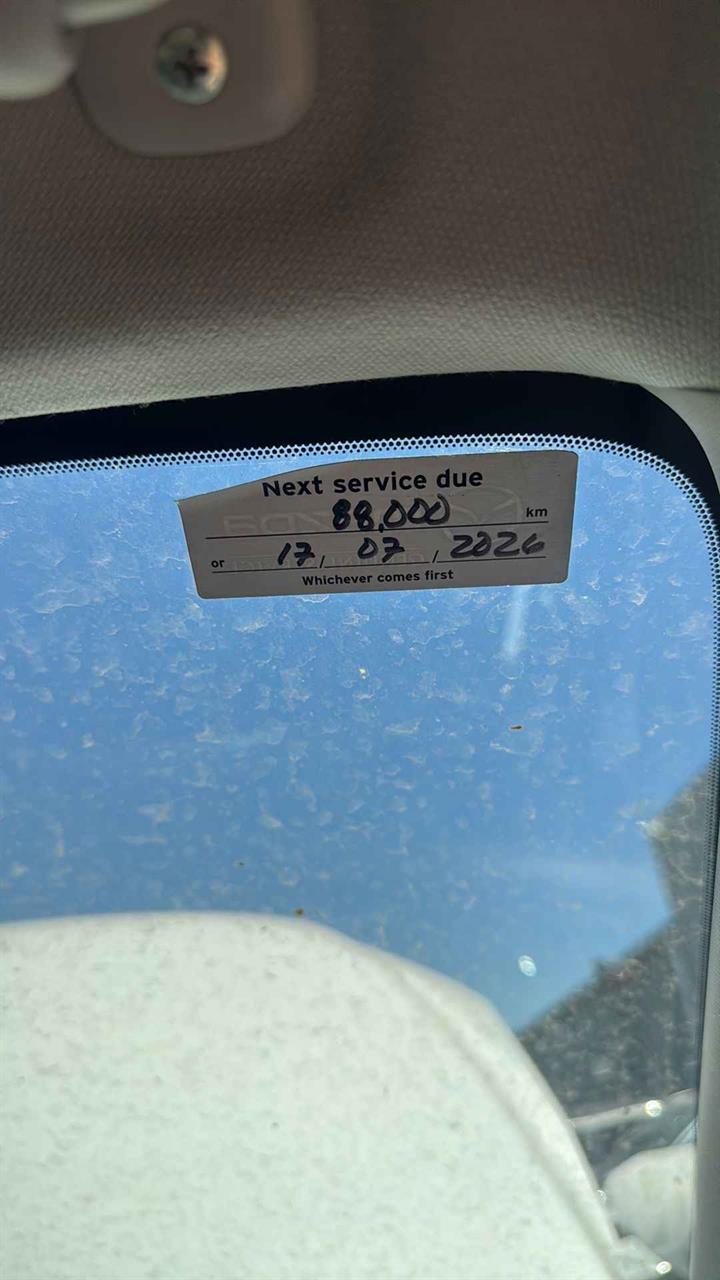 Next service due
88,000 km
or 17 / 07 / 2026
Whichever comes first